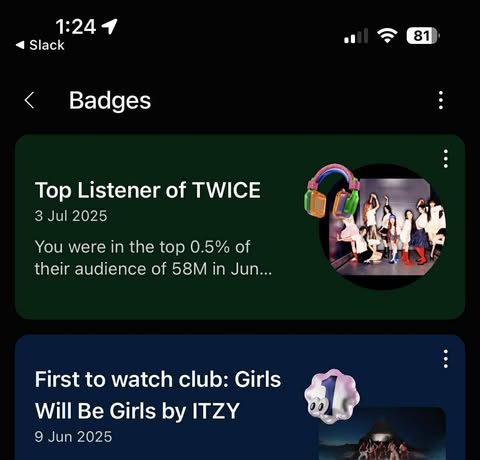 1:24
81
◀ Slack
Badges
Top Listener of TWICE
3 Jul 2025
You were in the top 0.5% of
their audience of 58M in Jun...
First to watch club: Girls
Will Be Girls by ITZY
9 Jun 2025
1